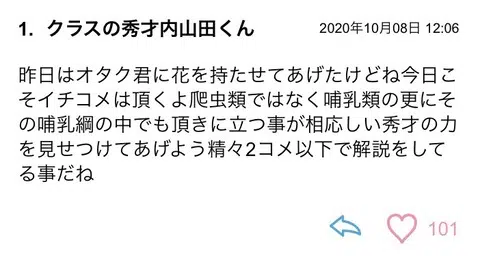 1. クラスの秀才内山田くん 2020年10月08日 12:06
昨日はオタク君に花を持たせてあげたけどね今日こ
そイチコメは頂くよ爬虫類ではなく哺乳類の更にそ
の哺乳綱の中でも頂きに立つ事が相応しい秀才の力
を見せつけてあげよう精々2コメ以下で解説をして
る事だね
101